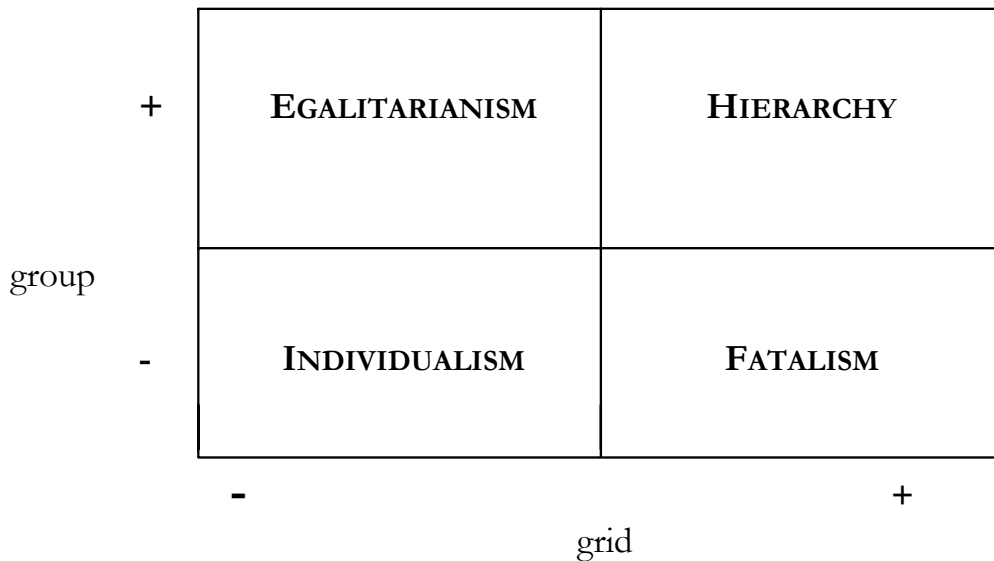 + EGALITARIANISM HIERARCHY
group
- INDIVIDUALISM FATALISM
- +
grid